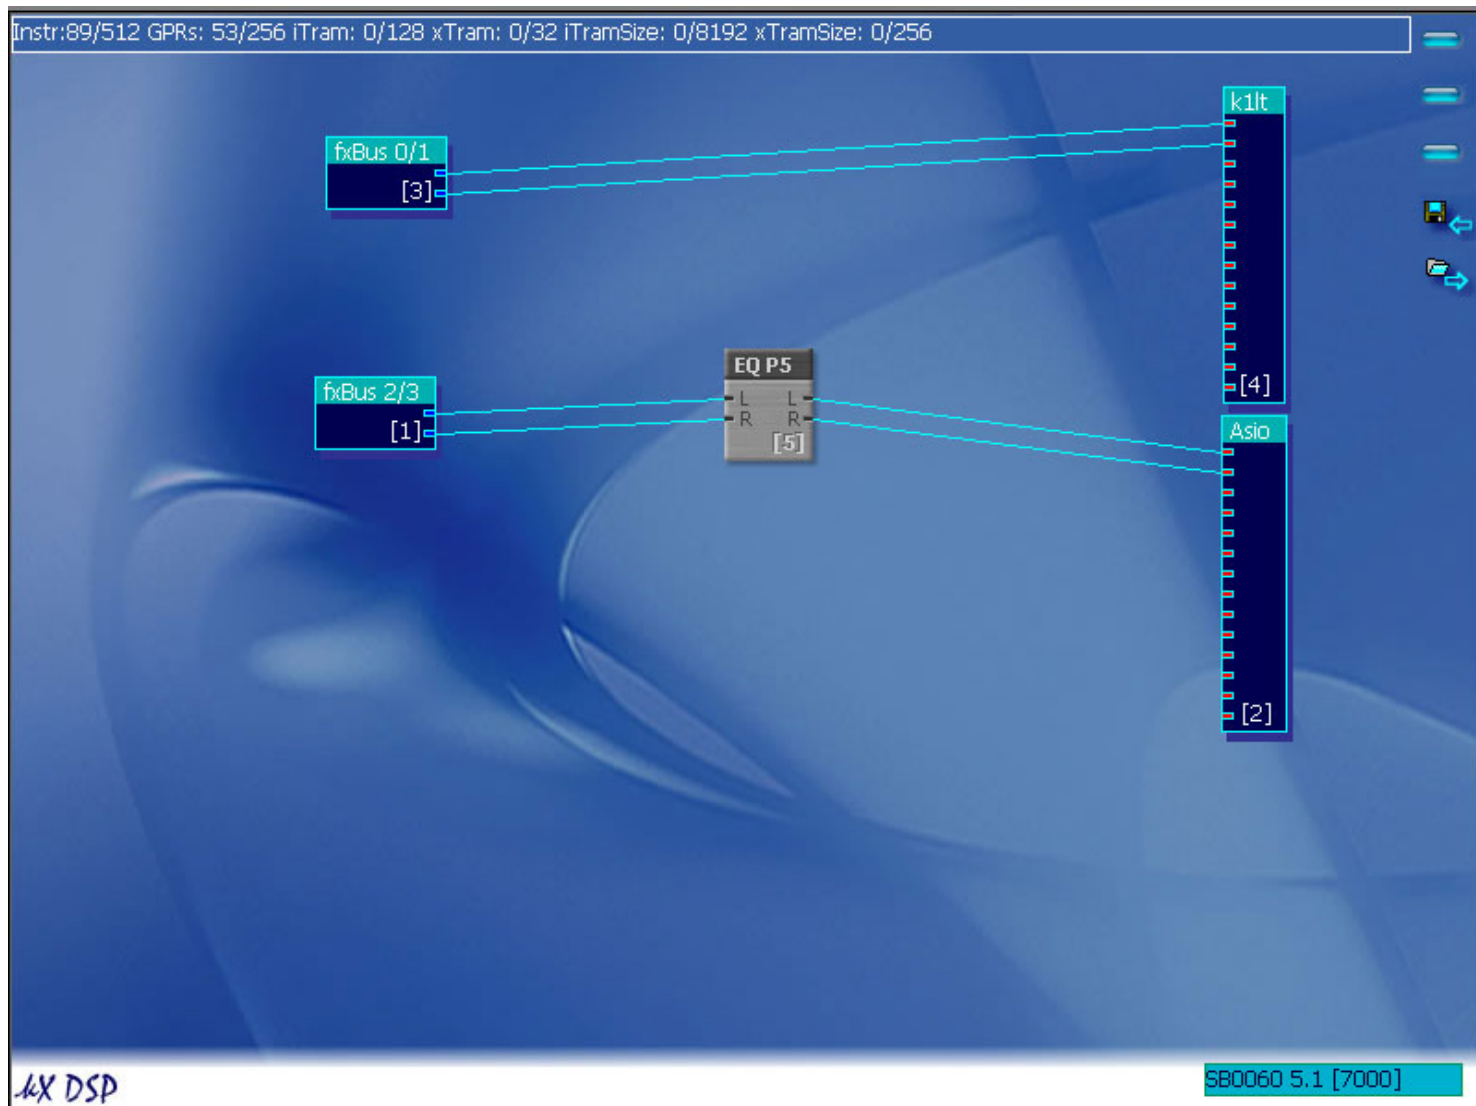 Instr:89/512 GPRs: 53/256 iTram: 0/128 xTram: 0/32 iTramSize: 0/8192 xTramSize: 0/256
k1lt
fxBus 0/1
[3]
[4]
EQ P5
L L
R R
[5]
fxBus 2/3
[1]
Asio
[2]
kX DSP
SB0060 5.1 [7000]